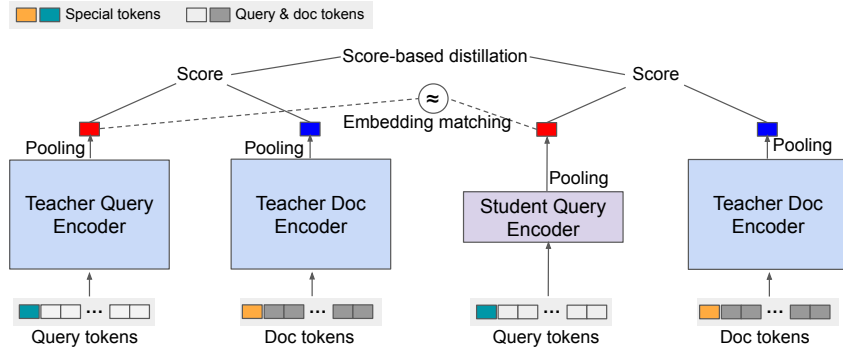 Special tokens
Query & doc tokens
Score-based distillation
Score
Score
≈
Embedding matching
Pooling
Pooling
Pooling
Pooling
Teacher Query
Encoder
Teacher Doc
Encoder
Student Query
Encoder
Teacher Doc
Encoder
...
...
...
...
Query tokens
Doc tokens
Query tokens
Doc tokens